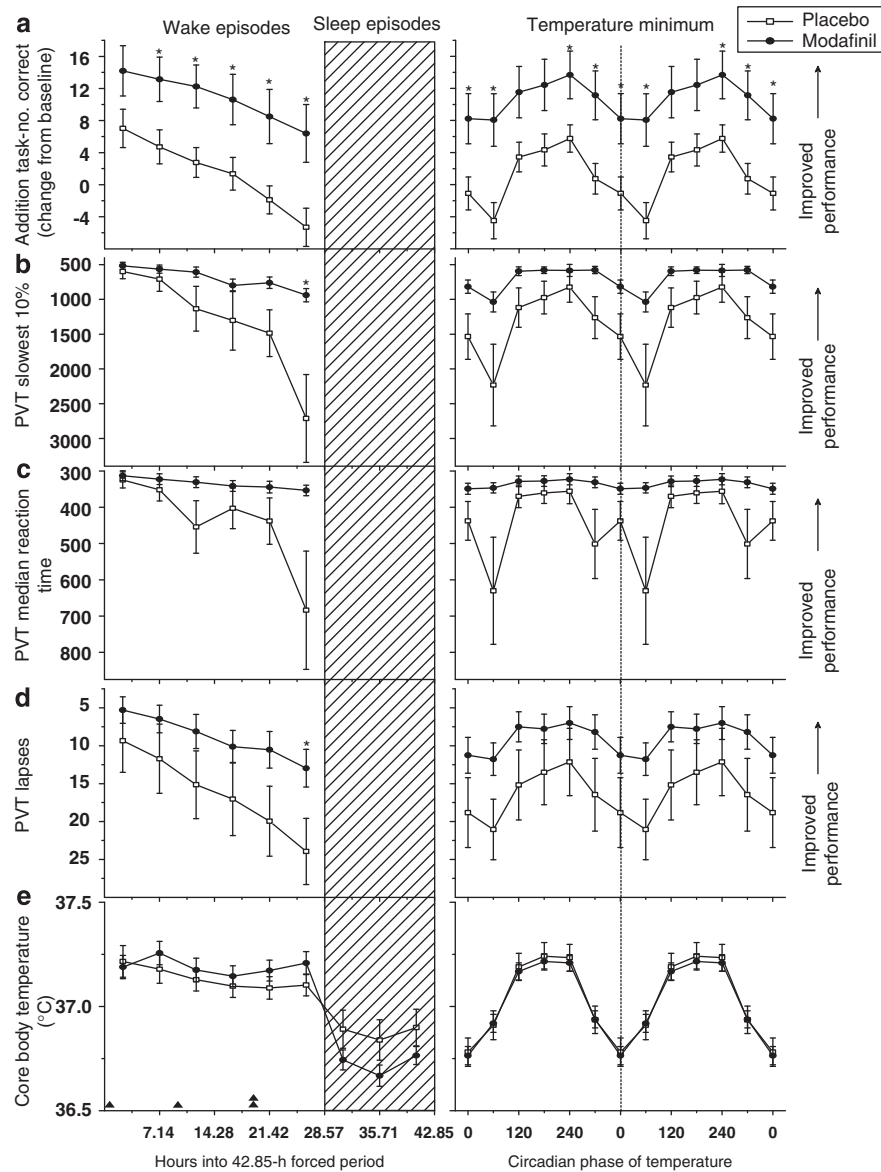 Wake episodes
Sleep episodes
Temperature minimum
Placebo
Modafinil
a
Addition task-no. correct
(change from baseline)
16
12
8
4
0
-4
* * * * *
* * * * * * * *
Improved
performance
b
PVT slowest 10%
500
1000
1500
2000
2500
3000
*
Improved
performance
c
PVT median reaction
time
300
400
500
600
700
800
Improved
performance
d
PVT lapses
5
10
15
20
25
*
Improved
performance
e
Core body temperature
(°C)
37.5
37.0
36.5
7.14 14.28 21.42 28.57 35.71 42.85
Hours into 42.85-h forced period
0 120 240 0 120 240 0
Circadian phase of temperature